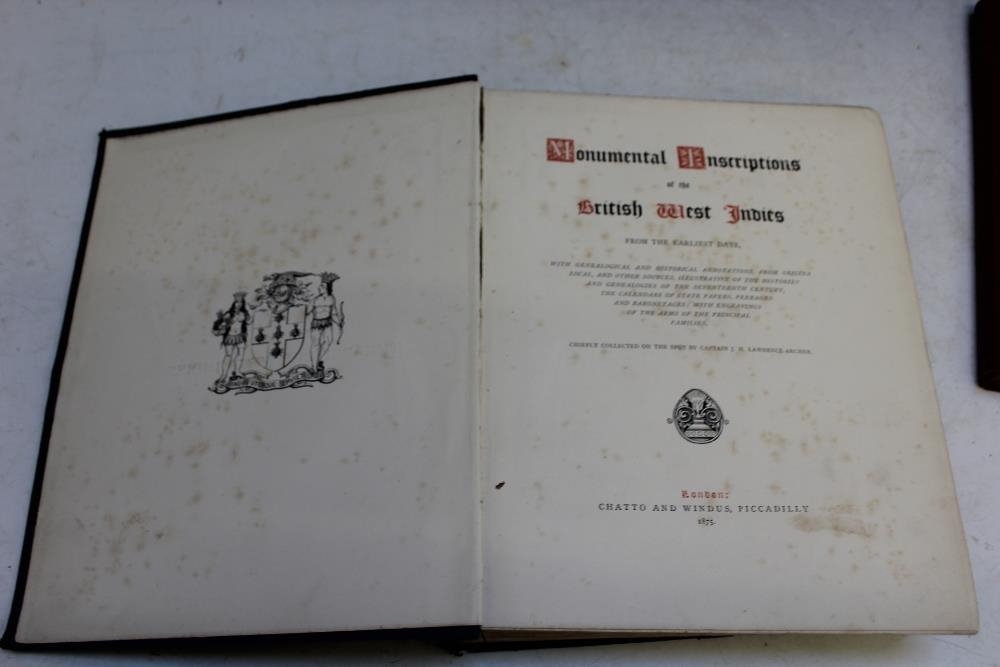 Monumental Inscriptions
of the
British West Indies
FROM THE EARLIEST DATE,
WITH GENEALOGICAL AND HISTORICAL ANNOTATIONS, FROM ORIGINAL
LOCAL, AND OTHER SOURCES, ILLUSTRATIVE OF THE HISTORIES
AND GENEALOGIES OF THE SEVENTEENTH CENTURY,
THE CALENDARS OF STATE PAPERS, PEERAGES
AND BARONETAGES; WITH ENGRAVINGS
OF THE ARMS OF THE PRINCIPAL
FAMILIES.
CHIEFLY COLLECTED ON THE SPOT BY CAPTAIN J. H. LAWRENCE-ARCHER.
London:
CHATTO AND WINDUS, PICCADILLY
1875.